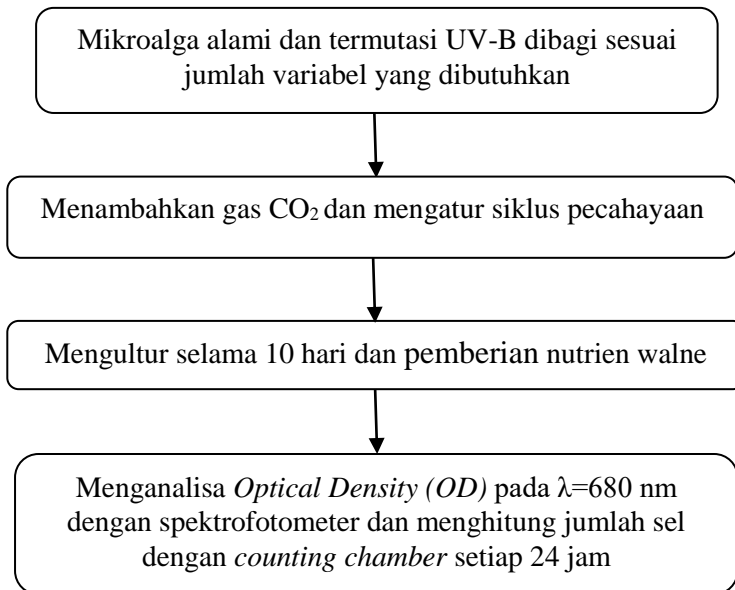 Mikroalga alami dan termutasi UV-B dibagi sesuai
jumlah variabel yang dibutuhkan
Menambahkan gas CO₂ dan mengatur siklus pecahayaan
Mengultur selama 10 hari dan pemberian nutrien walne
Menganalisa Optical Density (OD) pada λ=680 nm
dengan spektrofotometer dan menghitung jumlah sel
dengan counting chamber setiap 24 jam